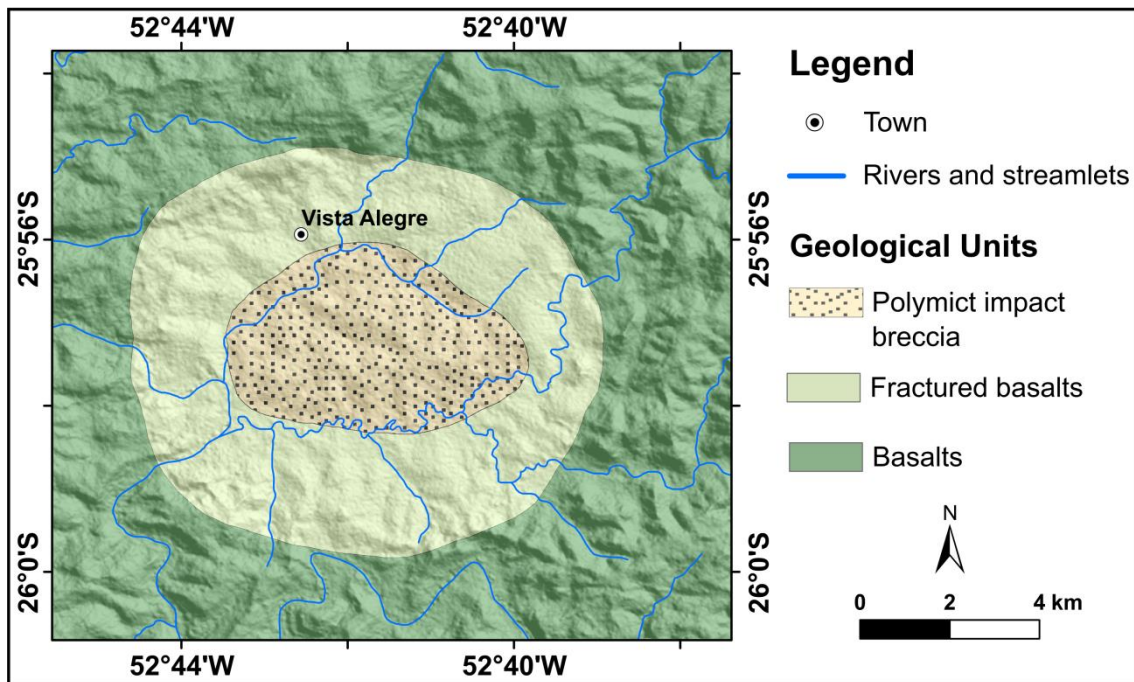 52°44'W
52°40'W
25°56'S
26°0'S
Vista Alegre
25°56'S
26°0'S
52°44'W
52°40'W
Legend
Town
Rivers and streamlets
Geological Units
Polymict impact
breccia
Fractured basalts
Basalts
N
0 2 4 km